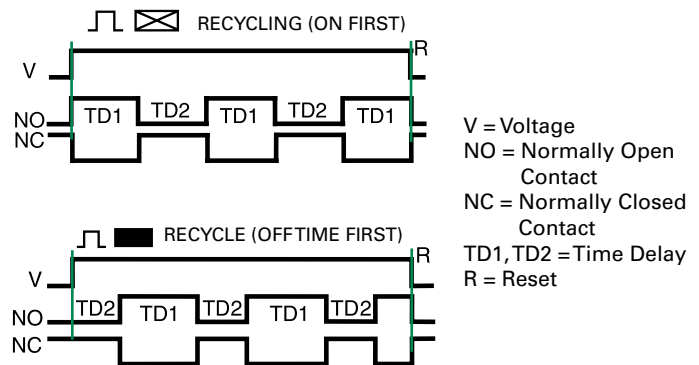 RECYCLING (ON FIRST)
R
V
NO
NC
TD1 TD2 TD1 TD2 TD1
RECYCLE (OFFTIME FIRST)
R
V
NO
NC
TD2 TD1 TD2 TD1 TD2
V = Voltage
NO = Normally Open
Contact
NC = Normally Closed
Contact
TD1, TD2 = Time Delay
R = Reset